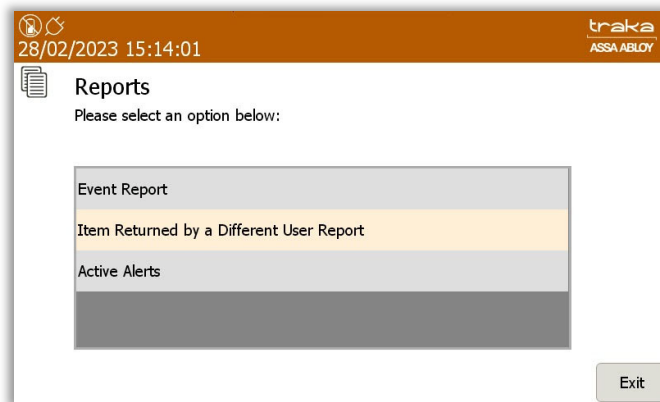 traka
28/02/2023 15:14:01
ASSA ABLOY
Reports
Please select an option below:
Event Report
Item Returned by a Different User Report
Active Alerts
Exit